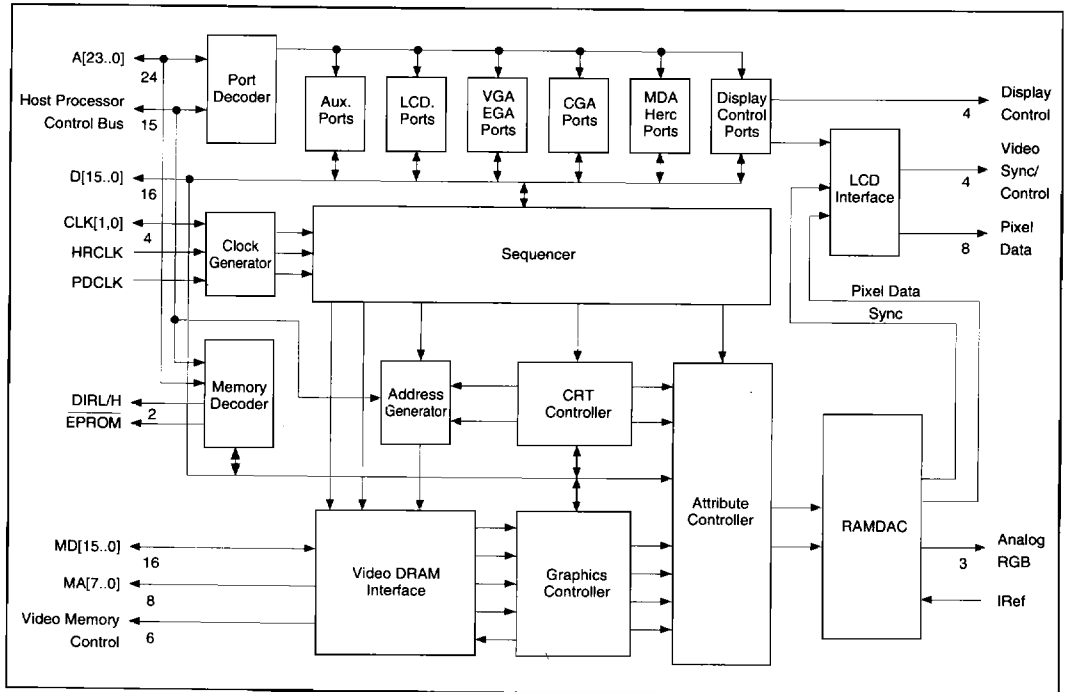 A[23..0]
24
Host Processor
Control Bus
15
Port
Decoder
Aux.
Ports
LCD.
Ports
VGA
EGA
Ports
CGA
Ports
MDA
Herc
Ports
Display
Control
Ports
Display
Control
4
LCD
Interface
Video
Sync/
Control
4
Pixel
Data
8
D[15..0]
16
CLK[1,0]
4
HRCLK
PDCLK
Clock
Generator
Sequencer
Pixel Data
Sync
Memory
Decoder
DIRL/H
2
EPROM
Address
Generator
CRT
Controller
Attribute
Controller
RAMDAC
MD[15..0]
16
MA[7..0]
8
Video Memory
Control
6
Video DRAM
Interface
Graphics
Controller
Analog
RGB
3
IRef